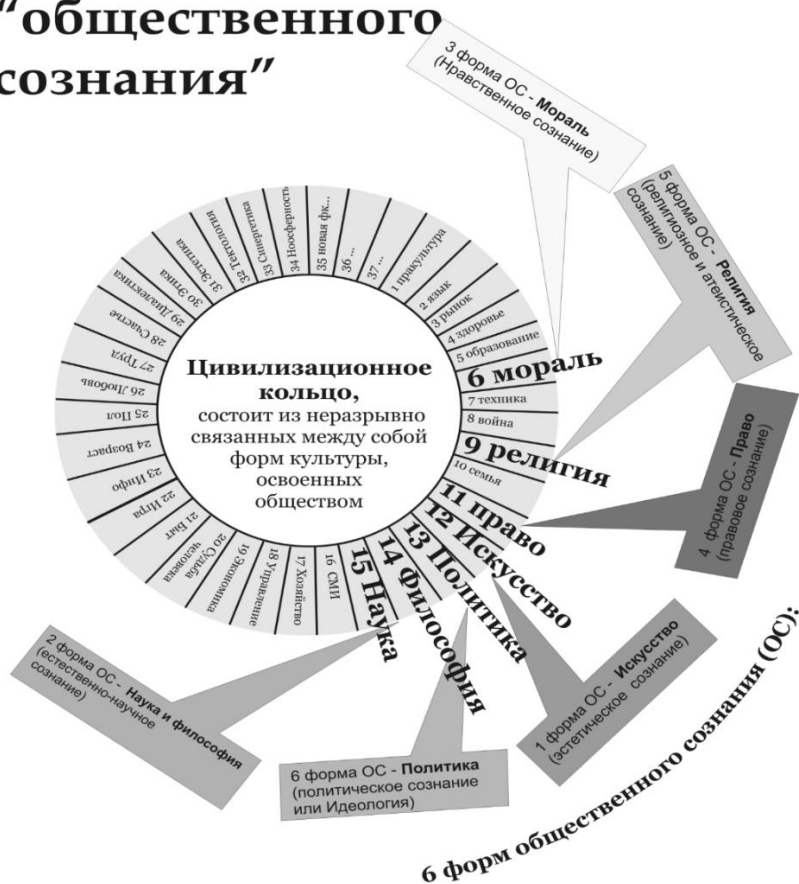 “общественного
сознания”
3 форма ОС - Мораль
(Нравственное сознание)
5 форма ОС - Религия
(религиозное и атеистическое
сознание)
4 форма ОС - Право
(правовое сознание)
1 форма ОС - Искусство
(эстетическое сознание)
6 форма ОС - Политика
(политическое сознание
или Идеология)
2 форма ОС - Наука и философия
(естественно-научное
сознание)
6 форм общественного сознания (ОС):
Цивилизационное
кольцо,
состоит из неразрывно
связанных между собой
форм культуры,
освоенных
обществом
1 пракультура
2 язык
3 рынок
4 здоровье
5 образование
6 мораль
7 техника
8 война
9 религия
10 семья
11 право
12 Искусство
13 Политика
14 Философия
15 Наука
16 СМИ
17 Хозяйство
18 Управление
19 Экономика
20 Судьба
человека
21 Быт
22 Игра
23 Инфо
24 Возраст
25 Пол
26 Любовь
27 Труд
28 Счастье
29 Диалектика
30 Этика
31 Эстетика
32 Тектология
33 Синергетика
34 Ноосферность
35 новая фк...
36 ...
37 ...